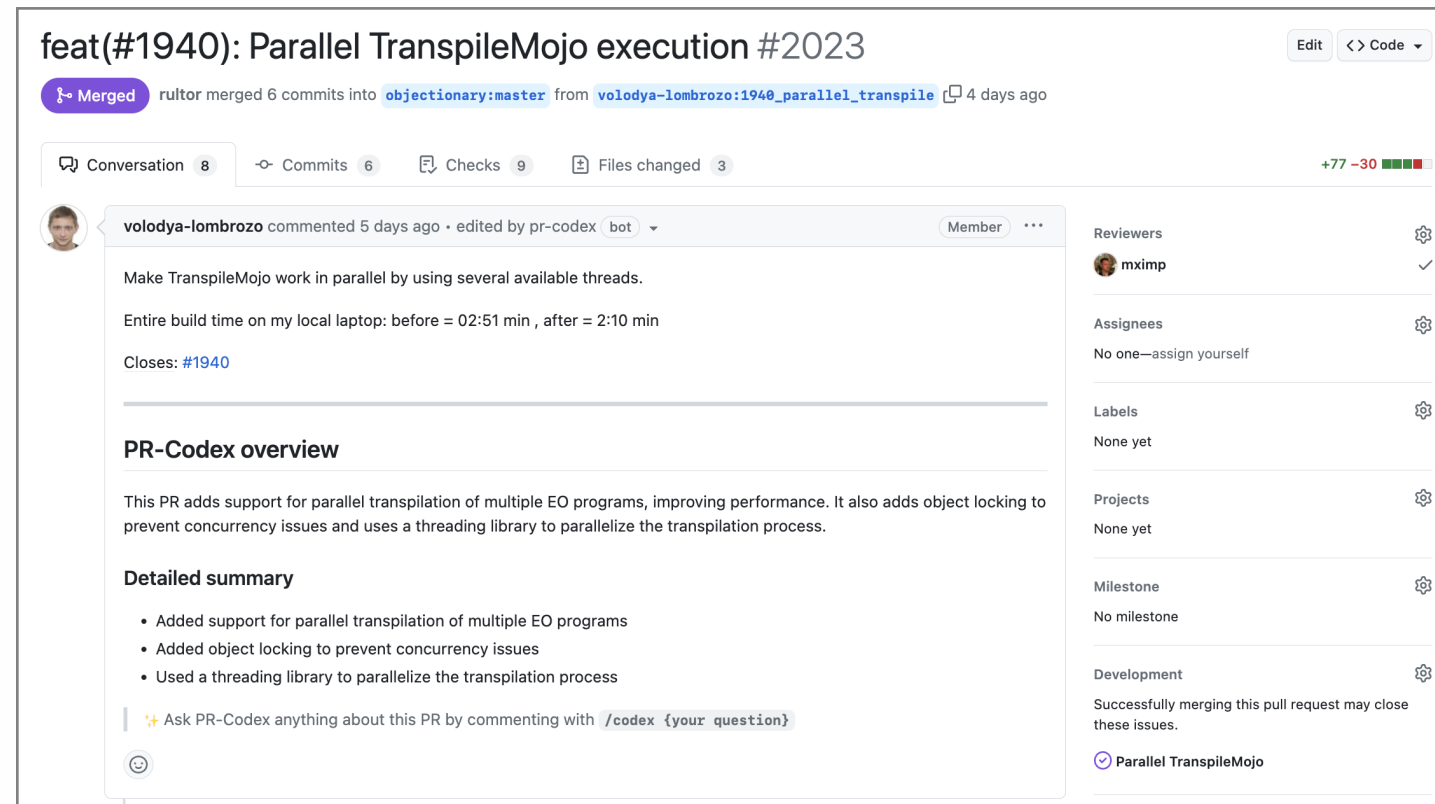 feat(#1940): Parallel TranspileMojo execution #2023
Edit
<> Code
Merged
rultor merged 6 commits into objectionary:master from volodya-lombrozo:1940_parallel_transpile 4 days ago
Conversation 8
Commits 6
Checks 9
Files changed 3
+77 −30
volodya-lombrozo commented 5 days ago • edited by pr-codex bot
Member
Make TranspileMojo work in parallel by using several available threads.
Entire build time on my local laptop: before = 02:51 min , after = 2:10 min
Closes: #1940
PR-Codex overview
This PR adds support for parallel transpilation of multiple EO programs, improving performance. It also adds object locking to
prevent concurrency issues and uses a threading library to parallelize the transpilation process.
Detailed summary
• Added support for parallel transpilation of multiple EO programs
• Added object locking to prevent concurrency issues
• Used a threading library to parallelize the transpilation process
✨ Ask PR-Codex anything about this PR by commenting with /codex {your question}
Reviewers
mximp
Assignees
No one—assign yourself
Labels
None yet
Projects
None yet
Milestone
No milestone
Development
Successfully merging this pull request may close
these issues.
Parallel TranspileMojo